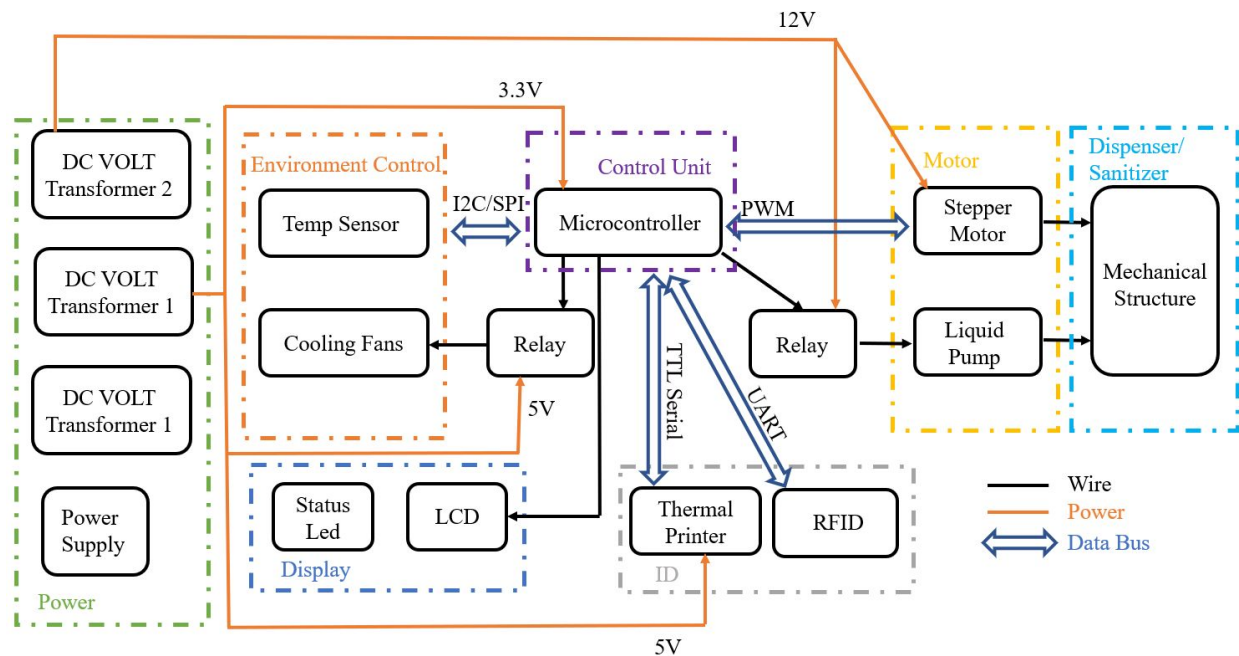 12V
3.3V
DC VOLT
Transformer 2
DC VOLT
Transformer 1
DC VOLT
Transformer 1
Power
Supply
Power
Environment Control
Temp Sensor
Cooling Fans
I2C/SPI
Control Unit
Microcontroller
PWM
Relay
5V
Relay
TTL Serial
UART
Motor
Stepper
Motor
Liquid
Pump
Dispenser/
Sanitizer
Mechanical
Structure
Status
Led
LCD
Display
Thermal
Printer
RFID
ID
5V
Wire
Power
Data Bus